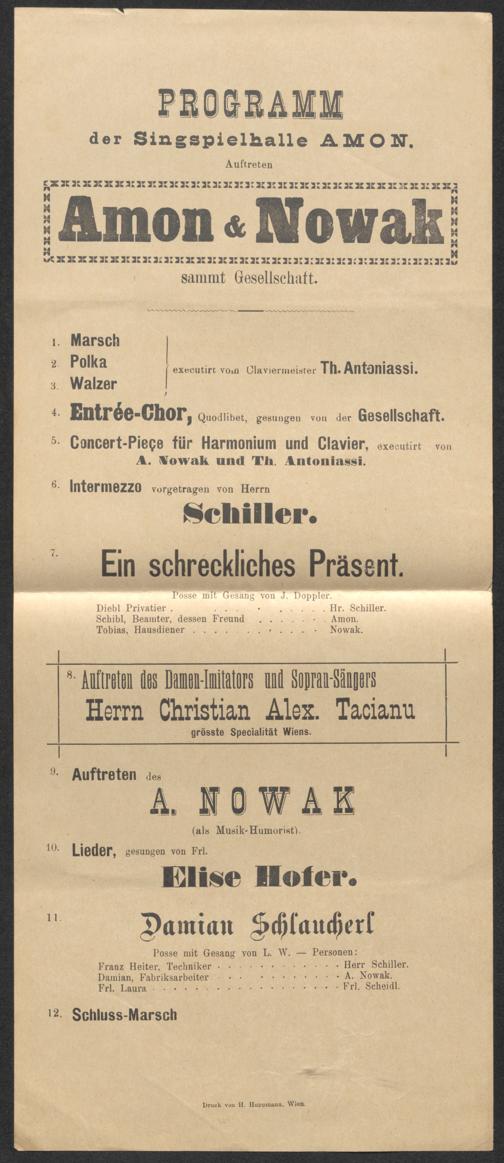 PROGRAMM
der Singspielhalle AMON.
Auftreten
Amon & Nowak
sammt Gesellschaft.
1. Marsch
2. Polka
3. Walzer
executirt vom Claviermeister Th. Antoniassi.
4. Entrée-Chor, Quodlibet, gesungen von der Gesellschaft.
5. Concert-Pieçe für Harmonium und Clavier, executirt von
A. Nowak und Th. Antoniassi.
6. Intermezzo vorgetragen von Herrn
Schiller.
7. Ein schreckliches Präsent.
Posse mit Gesang von J. Doppler.
Diebl Privatier . . . . . . . . . . Hr. Schiller.
Schibl, Beamter, dessen Freund . . . . . . . Amon.
Tobias, Hausdiener . . . . . . . . . . . Nowak.
8. Auftreten des Damen-Imitators und Sopran-Sängers
Herrn Christian Alex. Tacianu
grösste Specialität Wiens.
9. Auftreten des
A. NOWAK
(als Musik-Humorist).
10. Lieder, gesungen von Frl.
Elise Hofer.
11. Damian Schlaucherl
Posse mit Gesang von L. W. — Personen:
Franz Heiter, Techniker . . . . . . . . . . . . Herr Schiller.
Damian, Fabriksarbeiter . . . . . . . . . . A. Nowak.
Frl. Laura . . . . . . . . . . . . . . . . . . Frl. Scheidl.
12. Schluss-Marsch
Druck von H. Wien.